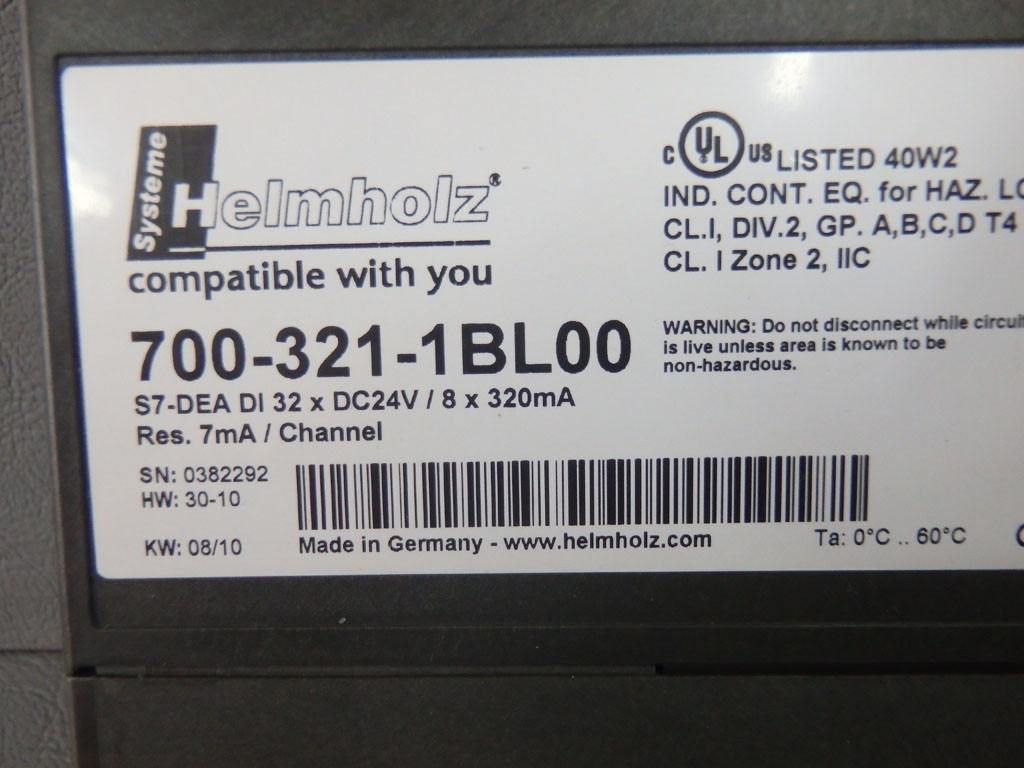 Systeme
Helmholz®
compatible with you
700-321-1BL00
S7-DEA DI 32 x DC24V / 8 x 320mA
Res. 7mA / Channel
SN: 0382292
HW: 30-10
KW: 08/10
Made in Germany - www.helmholz.com
C UL US LISTED 40W2
IND. CONT. EQ. for HAZ. LO
CL.I, DIV.2, GP. A,B,C,D T4
CL. I Zone 2, IIC
WARNING: Do not disconnect while circuit
is live unless area is known to be
non-hazardous.
Ta: 0°C .. 60°C